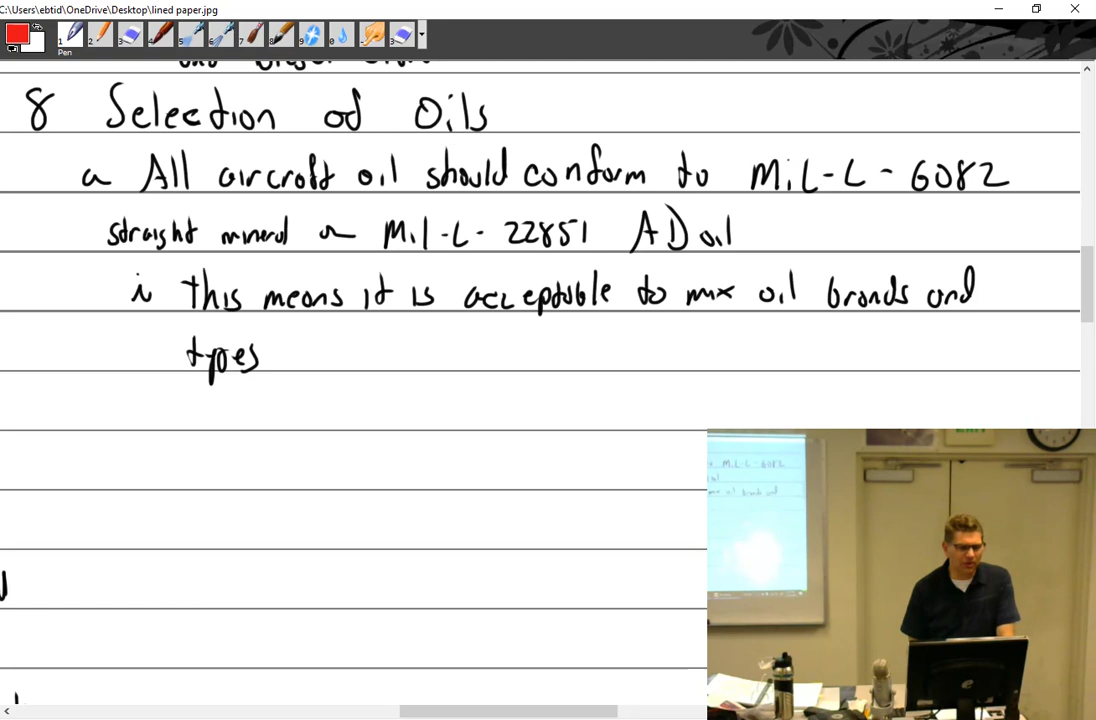 C:\Users\ebtid\OneDrive\Desktop\lined paper.jpg
Pen
8 Selection of Oils
a All aircraft oil should conform to MiL-L-6082
straight mineral or Mil-L-22851 AD oil
i this means it is acceptable to mix oil brands and
types